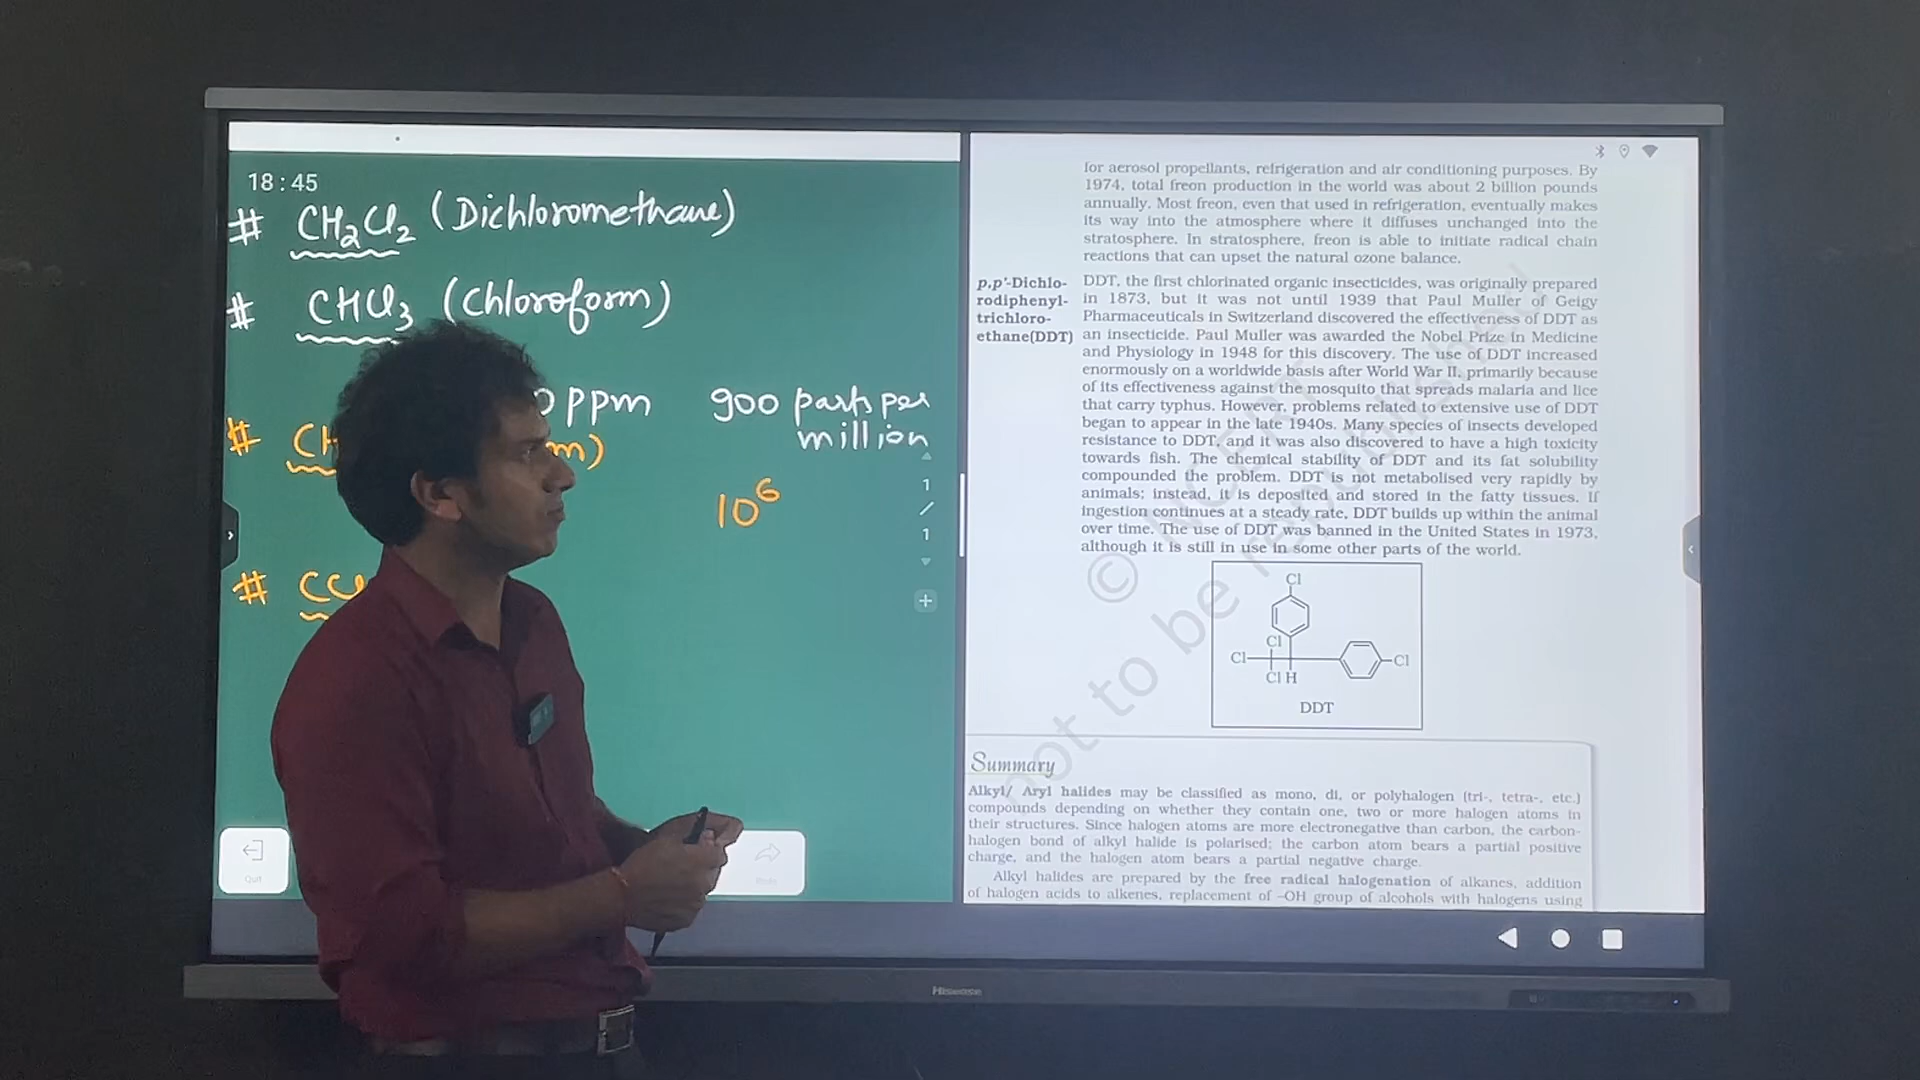 18:45
# CH2Cl2 (Dichloromethane)
# CHCl3 (Chloroform)
ppm 900 parts per
million
# CH m)
10^6
#
1
/
1
+
Quit
Hisense
for aerosol propellants, refrigeration and air conditioning purposes. By
1974, total freon production in the world was about 2 billion pounds
annually. Most freon, even that used in refrigeration, eventually makes
its way into the atmosphere where it diffuses unchanged into the
stratosphere. In stratosphere, freon is able to initiate radical chain
reactions that can upset the natural ozone balance.
p,p'-Dichlo-
rodiphenyl-
trichloro-
ethane(DDT)
DDT, the first chlorinated organic insecticides, was originally prepared
in 1873, but it was not until 1939 that Paul Muller of Geigy
Pharmaceuticals in Switzerland discovered the effectiveness of DDT as
an insecticide. Paul Muller was awarded the Nobel Prize in Medicine
and Physiology in 1948 for this discovery. The use of DDT increased
enormously on a worldwide basis after World War II, primarily because
of its effectiveness against the mosquito that spreads malaria and lice
that carry typhus. However, problems related to extensive use of DDT
began to appear in the late 1940s. Many species of insects developed
resistance to DDT, and it was also discovered to have a high toxicity
towards fish. The chemical stability of DDT and its fat solubility
compounded the problem. DDT is not metabolised very rapidly by
animals; instead, it is deposited and stored in the fatty tissues. If
ingestion continues at a steady rate, DDT builds up within the animal
over time. The use of DDT was banned in the United States in 1973,
although it is still in use in some other parts of the world.
Cl
Cl
Cl Cl
Cl H
DDT
© NCERT
not to be republished
Summary
Alkyl/ Aryl halides may be classified as mono, di, or polyhalogen (tri-, tetra-, etc.)
compounds depending on whether they contain one, two or more halogen atoms in
their structures. Since halogen atoms are more electronegative than carbon, the carbon-
halogen bond of alkyl halide is polarised; the carbon atom bears a partial positive
charge, and the halogen atom bears a partial negative charge.
Alkyl halides are prepared by the free radical halogenation of alkanes, addition
of halogen acids to alkenes, replacement of –OH group of alcohols with halogens using